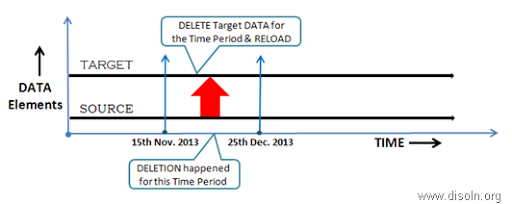 DELETE Target DATA for
the Time Period & RELOAD
DATA
Elements
TARGET
SOURCE
15th Nov. 2013
25th Dec. 2013
TIME
DELETION happened
for this Time Period
www.disoln.org